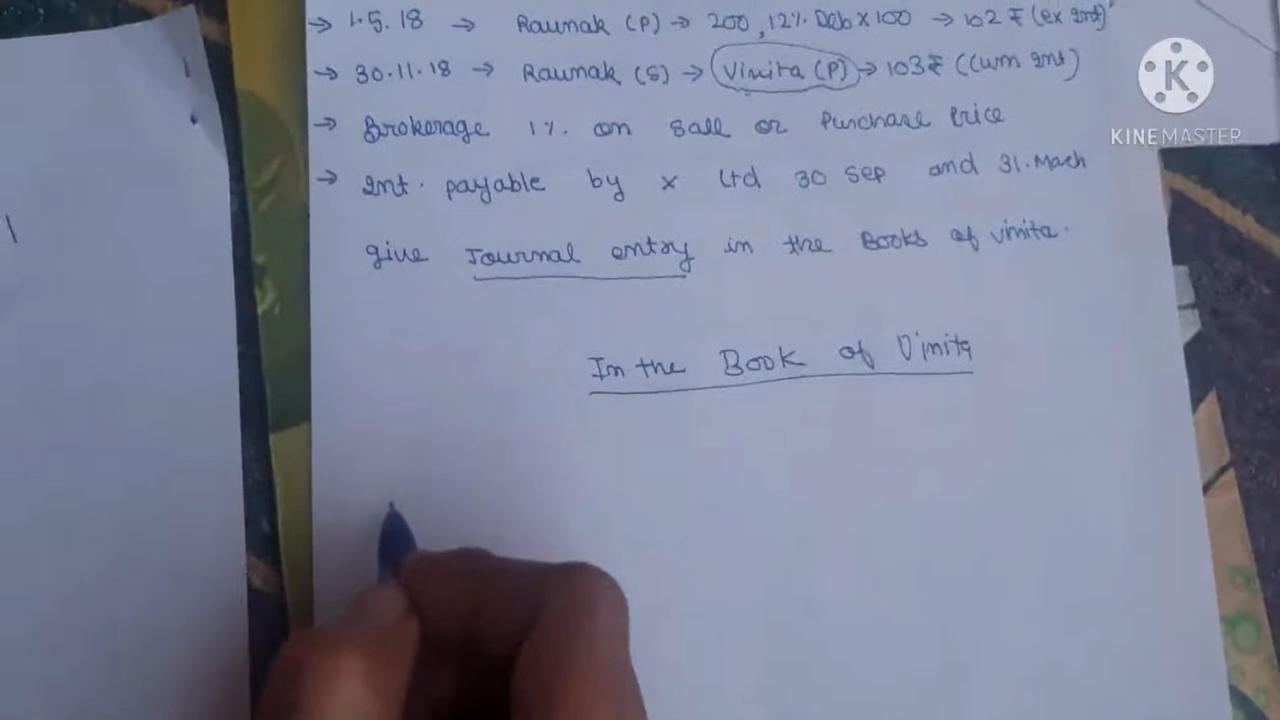 → 1.5.18 → Raunak (P) → 200, 12% Deb x 100 → 102 ₹ (ex Int)
→ 30.11.18 → Raunak (S) → Vinita (P) → 103 ₹ (Cum Int)
→ Brokerage 1% on Sall or Purchase Price
→ Int. payable by x Ltd 30 Sep and 31. Mach
give Journal entry in the Books of vinita.
In the Book of Vinita
K
KINEMASTER